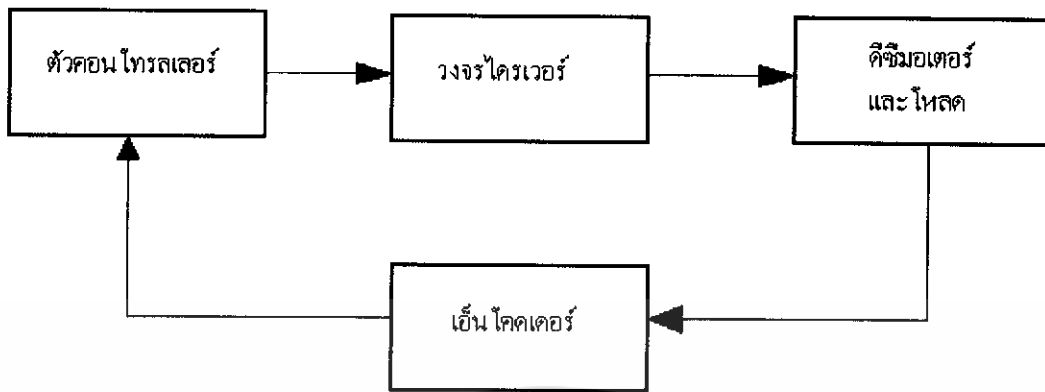 ตัวคอนโทรลเลอร์
วงจรไดรเวอร์
ดีซีมอเตอร์
และโหลด
เอ็นโคดเดอร์